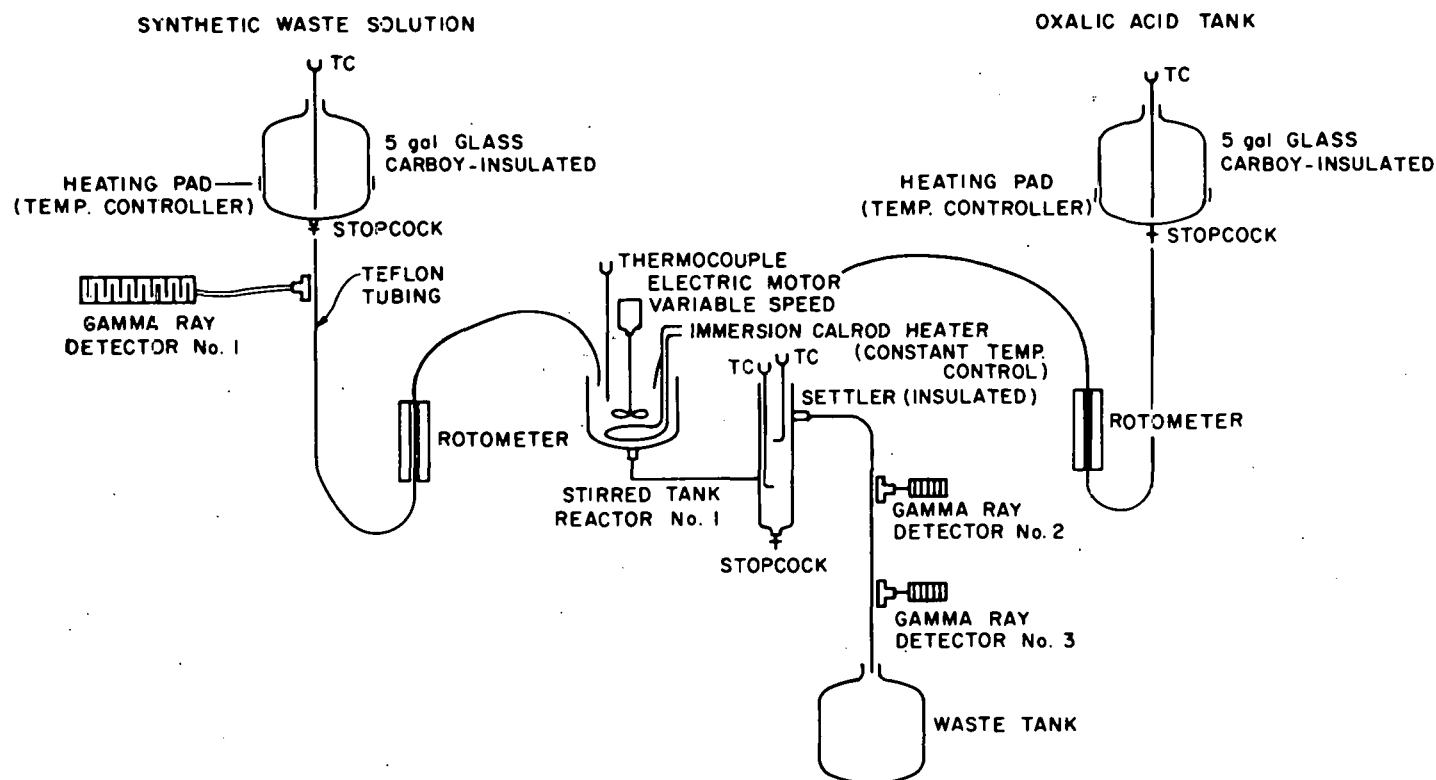 SYNTHETIC WASTE SOLUTION
TC
5 gal GLASS
CARBOY-INSULATED
HEATING PAD
(TEMP. CONTROLLER)
STOPCOCK
TEFLON
TUBING
GAMMA RAY
DETECTOR No. 1
ROTOMETER
THERMOCOUPLE
ELECTRIC MOTOR
VARIABLE SPEED
IMMERSION CALROD HEATER
(CONSTANT TEMP.
CONTROL)
STIRRED TANK
REACTOR No. 1
TC
TC
SETTLER (INSULATED)
STOPCOCK
GAMMA RAY
DETECTOR No. 2
GAMMA RAY
DETECTOR No. 3
WASTE TANK
OXALIC ACID TANK
TC
5 gal GLASS
CARBOY-INSULATED
HEATING PAD
(TEMP. CONTROLLER)
STOPCOCK
ROTOMETER